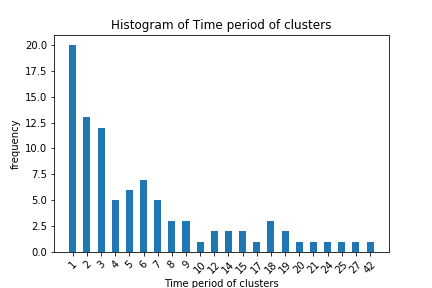 Histogram of Time period of clusters
20.0
17.5
15.0
12.5
10.0
7.5
5.0
2.5
0.0
frequency
1 2 3 4 5 6 7 8 9 10 12 14 15 17 18 19 20 21 24 25 27 42
Time period of clusters